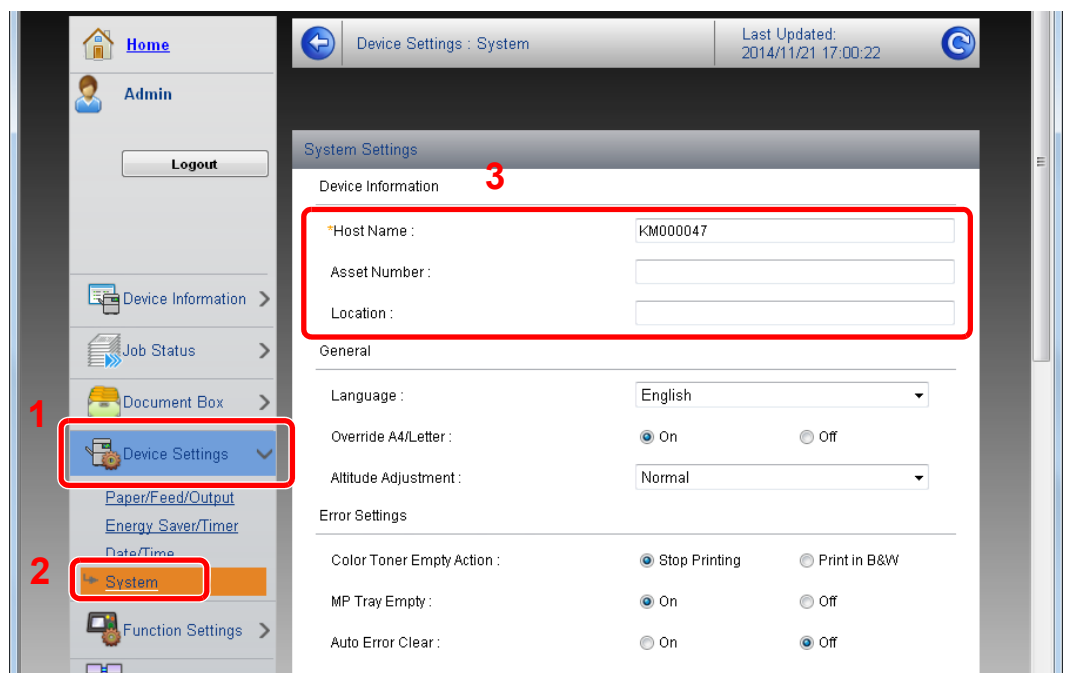 Home
Admin
Logout
Device Information
Job Status
Document Box
1
Device Settings
Paper/Feed/Output
Energy Saver/Timer
Date/Time
2
System
Function Settings
Device Settings : System
Last Updated:
2014/11/21 17:00:22
System Settings
3
Device Information
*Host Name : KM000047
Asset Number :
Location :
General
Language : English
Override A4/Letter : On Off
Altitude Adjustment : Normal
Error Settings
Color Toner Empty Action : Stop Printing Print in B&W
MP Tray Empty : On Off
Auto Error Clear : On Off